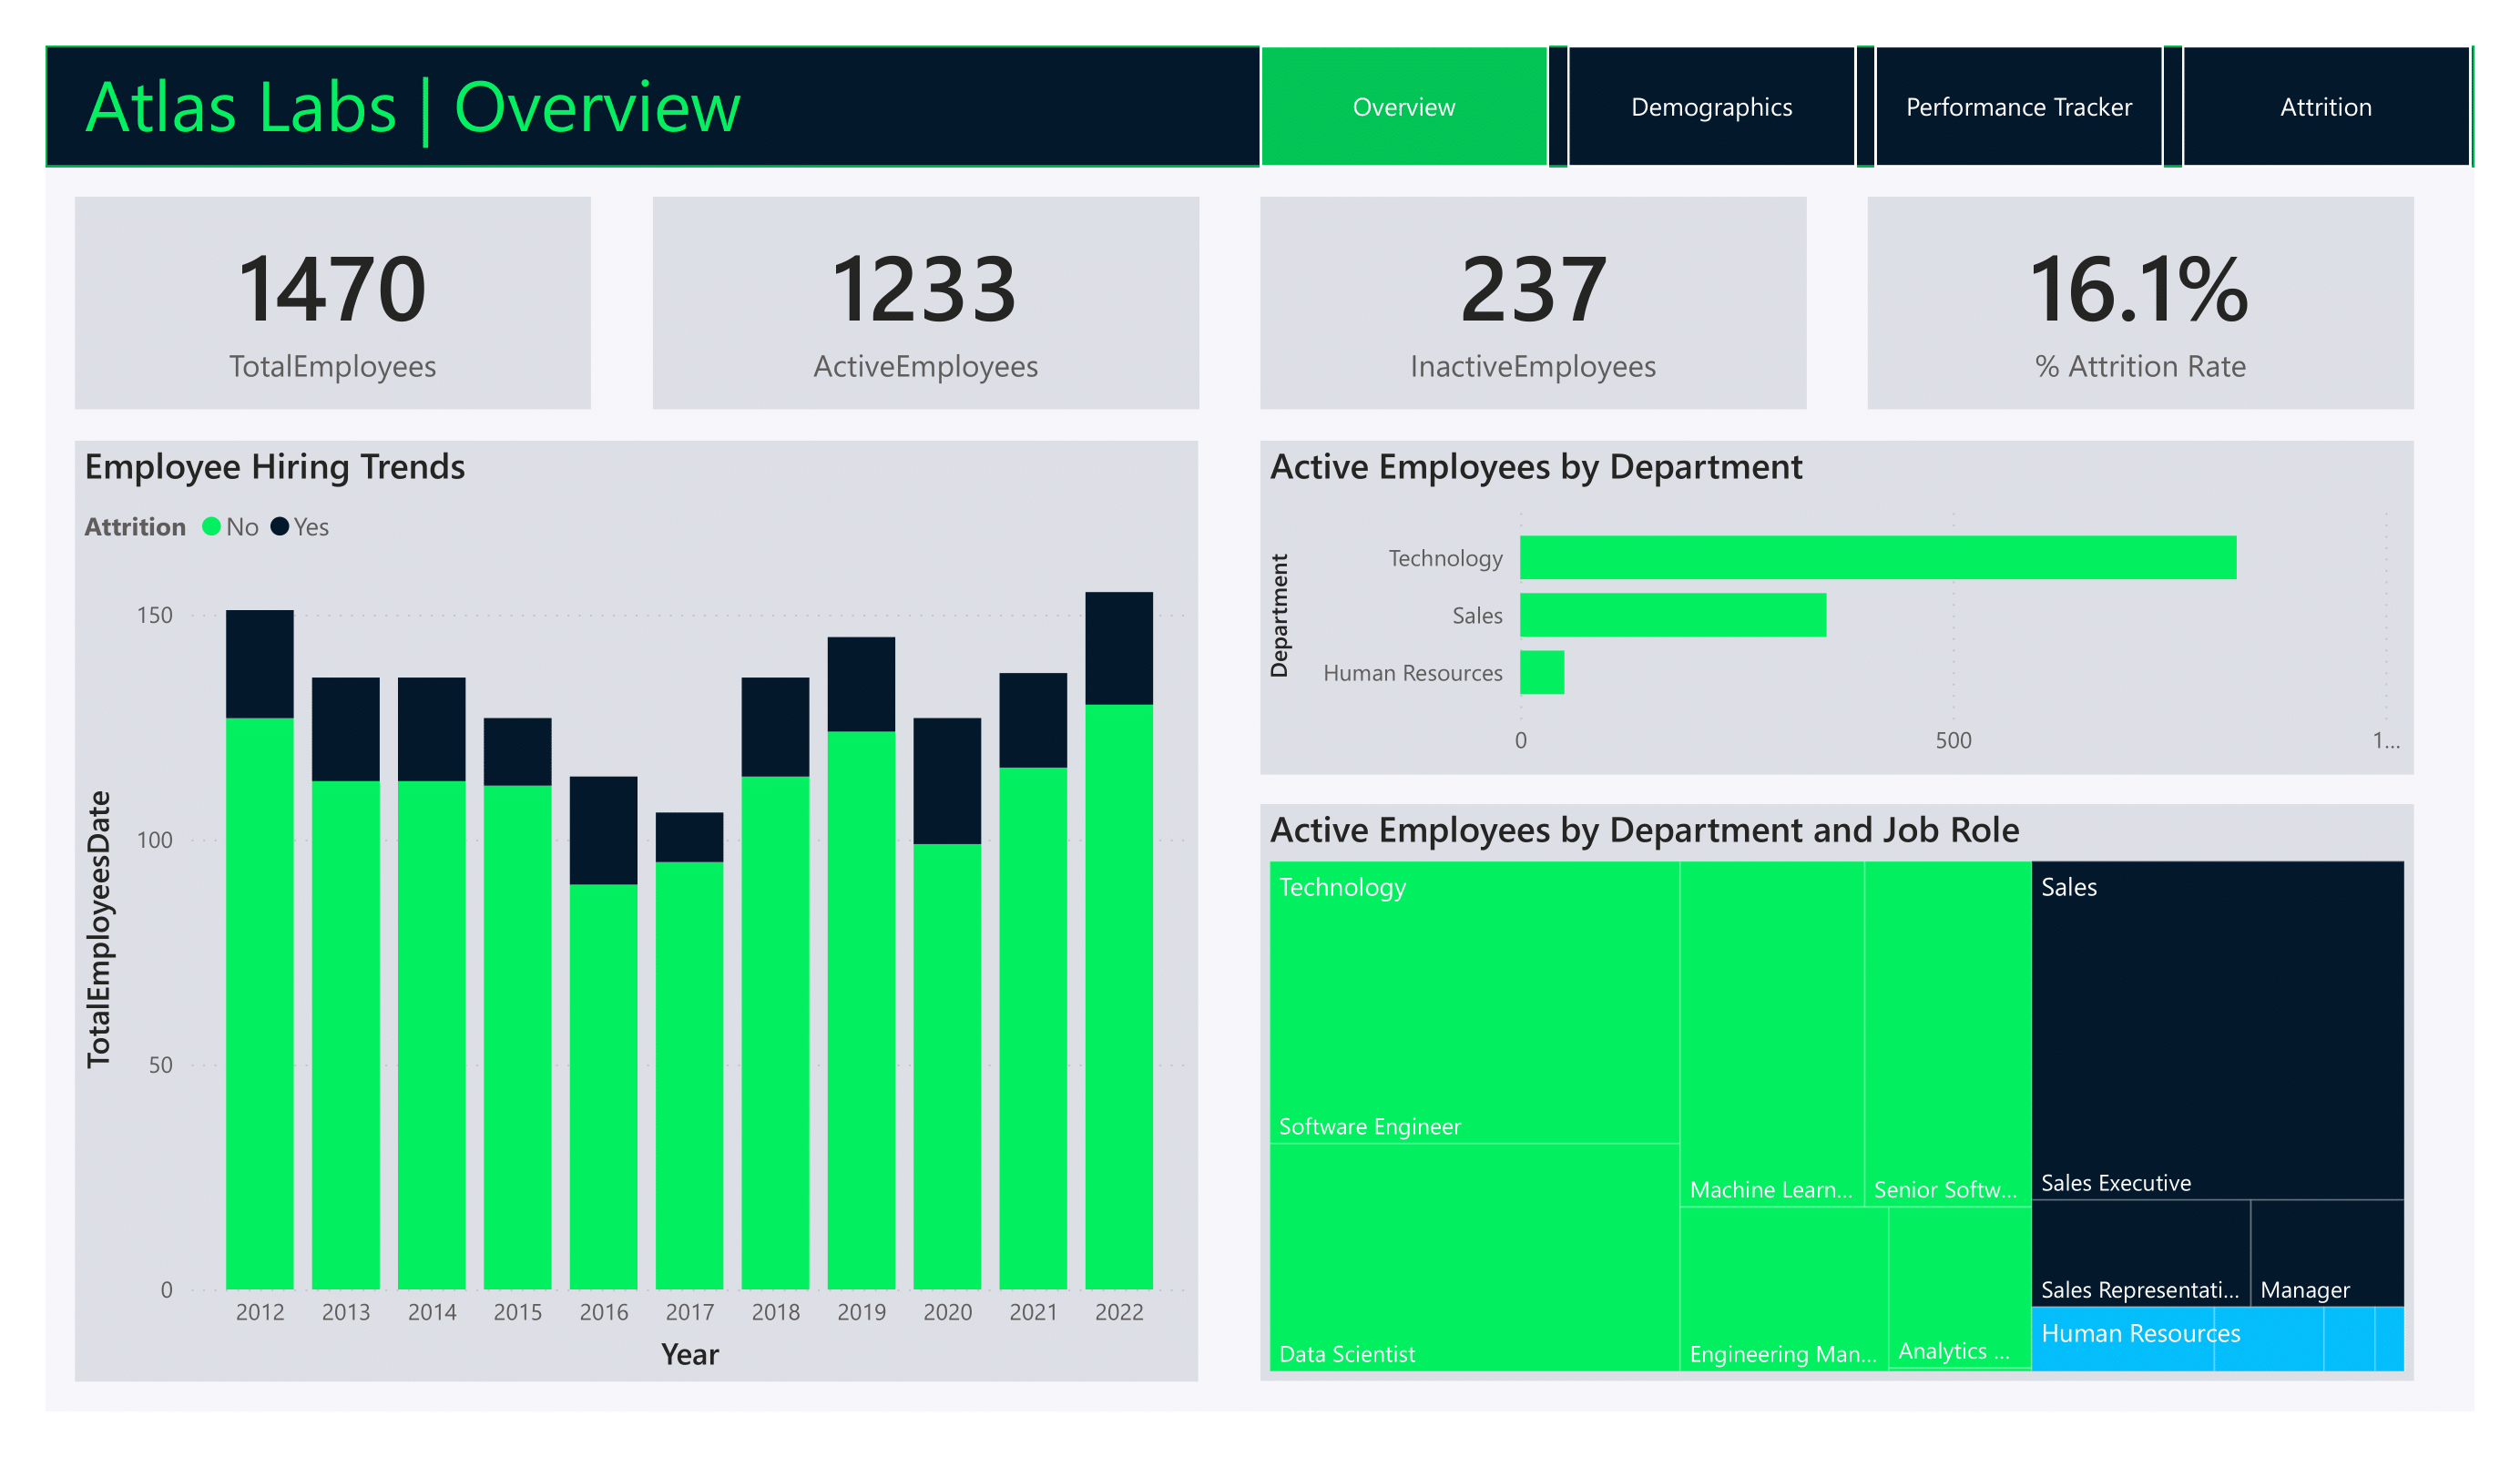 Atlas Labs | Overview
Overview
Demographics
Performance Tracker
Attrition
1470
TotalEmployees
1233
ActiveEmployees
237
InactiveEmployees
16.1%
% Attrition Rate
Employee Hiring Trends
Attrition No Yes
TotalEmployeesDate
150
100
50
0
2012 2013 2014 2015 2016 2017 2018 2019 2020 2021 2022
Year
Active Employees by Department
Department
Technology
Sales
Human Resources
0 500 1...
Active Employees by Department and Job Role
Technology
Software Engineer
Data Scientist
Machine Learn...
Senior Softw...
Engineering Man...
Analytics ...
Sales
Sales Executive
Sales Representati...
Manager
Human Resources